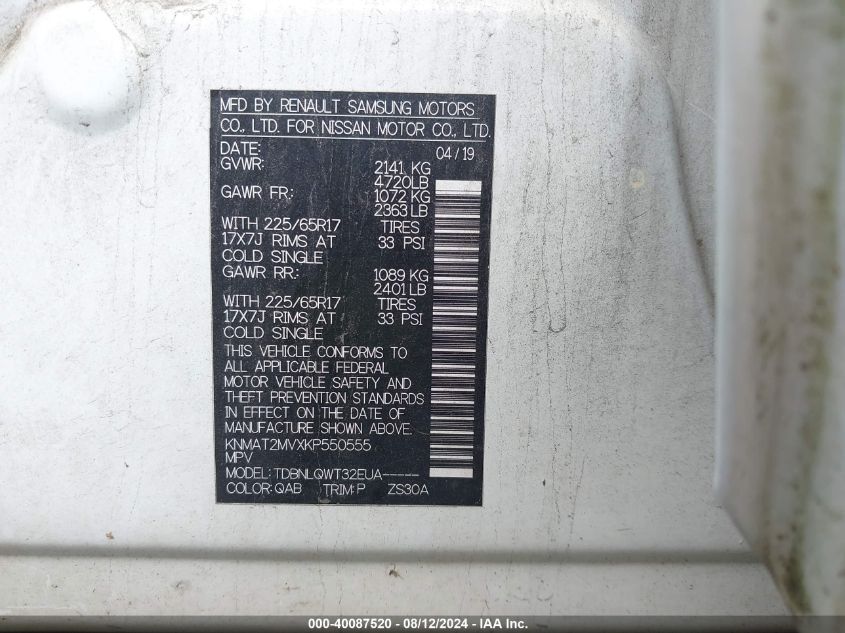 MFD BY RENAULT SAMSUNG MOTORS
CO., LTD. FOR NISSAN MOTOR CO., LTD.
DATE: 04/19
GVWR: 2141 KG
4720LB
GAWR FR: 1072 KG
2363 LB
WITH 225/65R17 TIRES
17X7J RIMS AT 33 PSI
COLD SINGLE
GAWR RR: 1089 KG
2401 LB
WITH 225/65R17 TIRES
17X7J RIMS AT 33 PSI
COLD SINGLE
THIS VEHICLE CONFORMS TO
ALL APPLICABLE FEDERAL
MOTOR VEHICLE SAFETY AND
THEFT PREVENTION STANDARDS
IN EFFECT ON THE DATE OF
MANUFACTURE SHOWN ABOVE.
KNMAT2MVXKP550555
MPV
MODEL: TDBNLQWT32EUA-----
COLOR: QAB TRIM: P ZS30A
000-40087520 - 08/12/2024 - IAA Inc.